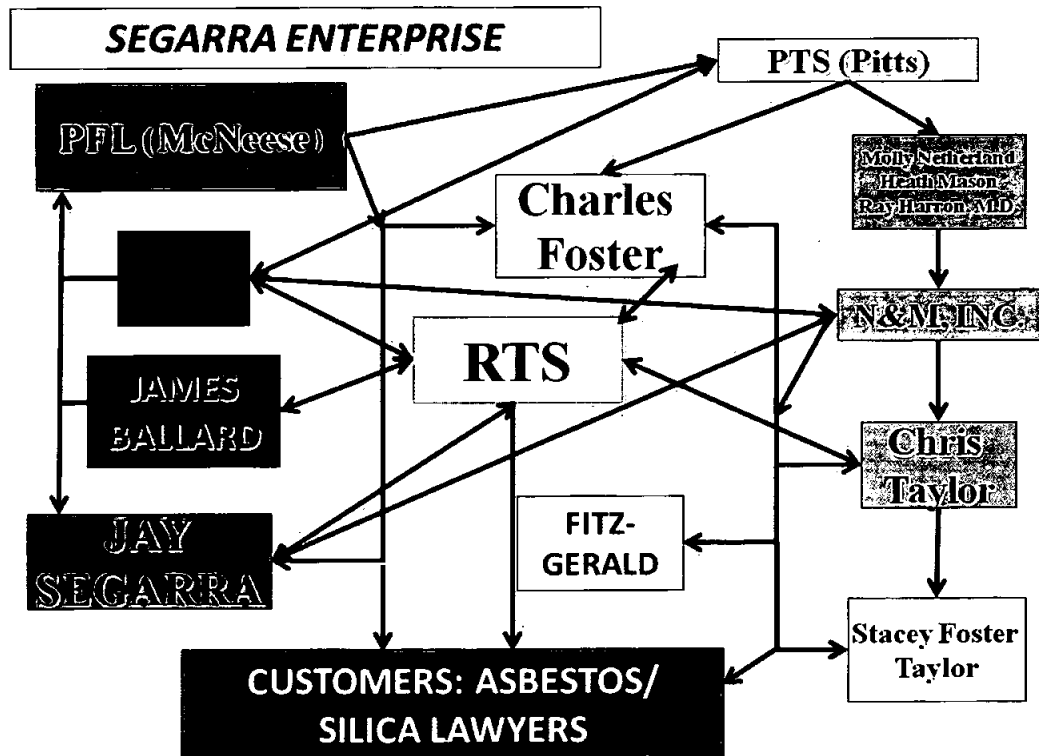 SEGARRA ENTERPRISE
PTS (Pitts)
PFL (McNeese)
Molly Netherland
Heath Mason
Ray Harron, M.D.
Charles
Foster
N&M, INC.
RTS
JAMES
BALLARD
Chris
Taylor
JAY
SEGARRA
FITZ-
GERALD
Stacey Foster
Taylor
CUSTOMERS: ASBESTOS/
SILICA LAWYERS